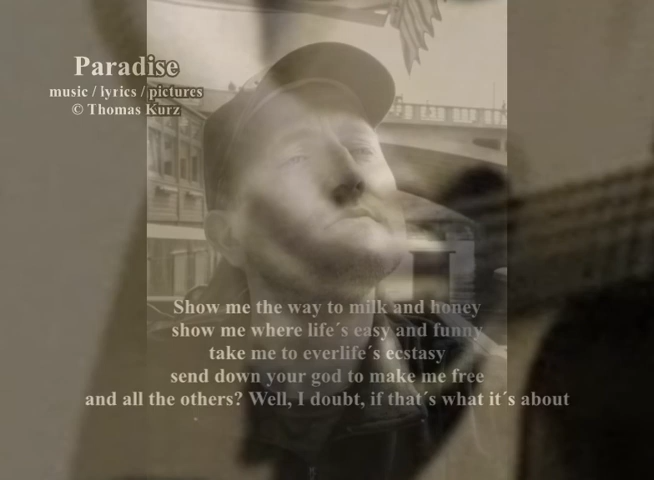 Paradise
music / lyrics / pictures
© Thomas Kurz
Show me the way to milk and honey
show me where life´s easy and funny
take me to everlife´s ecstasy
send down your god to make me free
and all the others? Well, I doubt, if that´s what it´s about